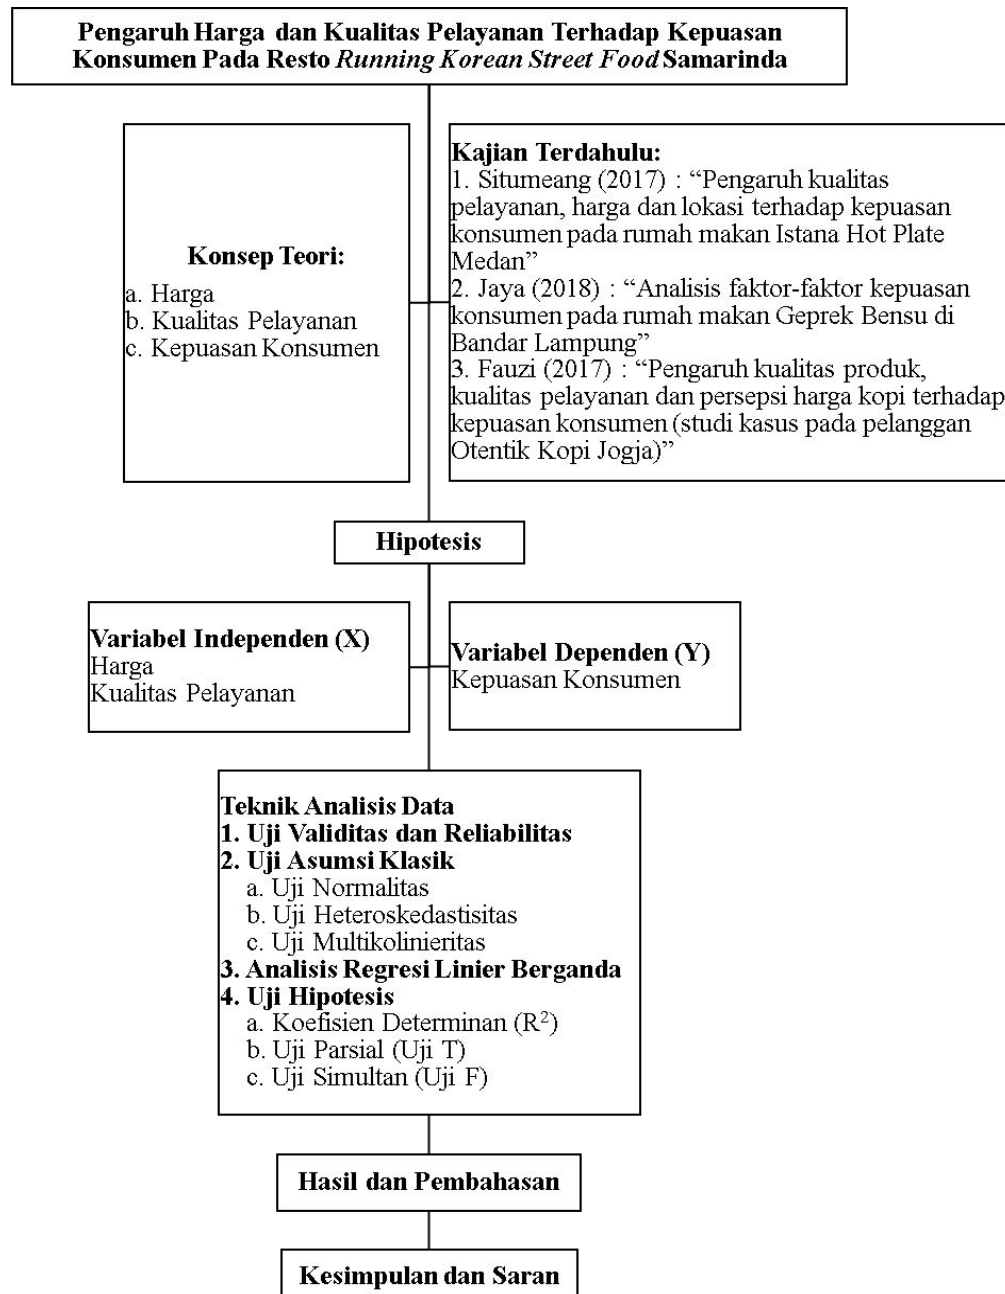 Pengaruh Harga dan Kualitas Pelayanan Terhadap Kepuasan
Konsumen Pada Resto Running Korean Street Food Samarinda
Konsep Teori:
a. Harga
b. Kualitas Pelayanan
c. Kepuasan Konsumen
Kajian Terdahulu:
1. Situmeang (2017) : “Pengaruh kualitas
pelayanan, harga dan lokasi terhadap kepuasan
konsumen pada rumah makan Istana Hot Plate
Medan”
2. Jaya (2018) : “Analisis faktor-faktor kepuasan
konsumen pada rumah makan Geprek Bensu di
Bandar Lampung”
3. Fauzi (2017) : “Pengaruh kualitas produk,
kualitas pelayanan dan persepsi harga kopi terhadap
kepuasan konsumen (studi kasus pada pelanggan
Otentik Kopi Jogja)”
Hipotesis
Variabel Independen (X)
Harga
Kualitas Pelayanan
Variabel Dependen (Y)
Kepuasan Konsumen
Teknik Analisis Data
1. Uji Validitas dan Reliabilitas
2. Uji Asumsi Klasik
a. Uji Normalitas
b. Uji Heteroskedastisitas
c. Uji Multikolinieritas
3. Analisis Regresi Linier Berganda
4. Uji Hipotesis
a. Koefisien Determinan (R²)
b. Uji Parsial (Uji T)
c. Uji Simultan (Uji F)
Hasil dan Pembahasan
Kesimpulan dan Saran